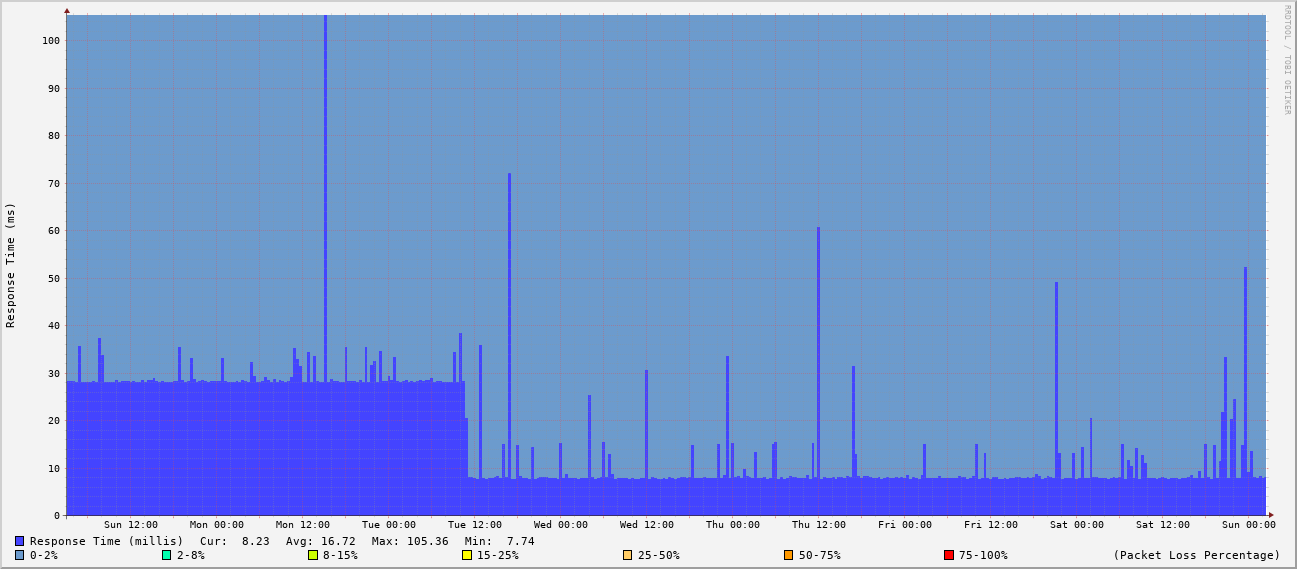 RRDTOOL / TOBI OETIKER
Response Time (ms)
100
90
80
70
60
50
40
30
20
10
0
Sun 12:00 Mon 00:00 Mon 12:00 Tue 00:00 Tue 12:00 Wed 00:00 Wed 12:00 Thu 00:00 Thu 12:00 Fri 00:00 Fri 12:00 Sat 00:00 Sat 12:00 Sun 00:00
Response Time (millis) Cur: 8.23 Avg: 16.72 Max: 105.36 Min: 7.74
0-2% 2-8% 8-15% 15-25% 25-50% 50-75% 75-100% (Packet Loss Percentage)